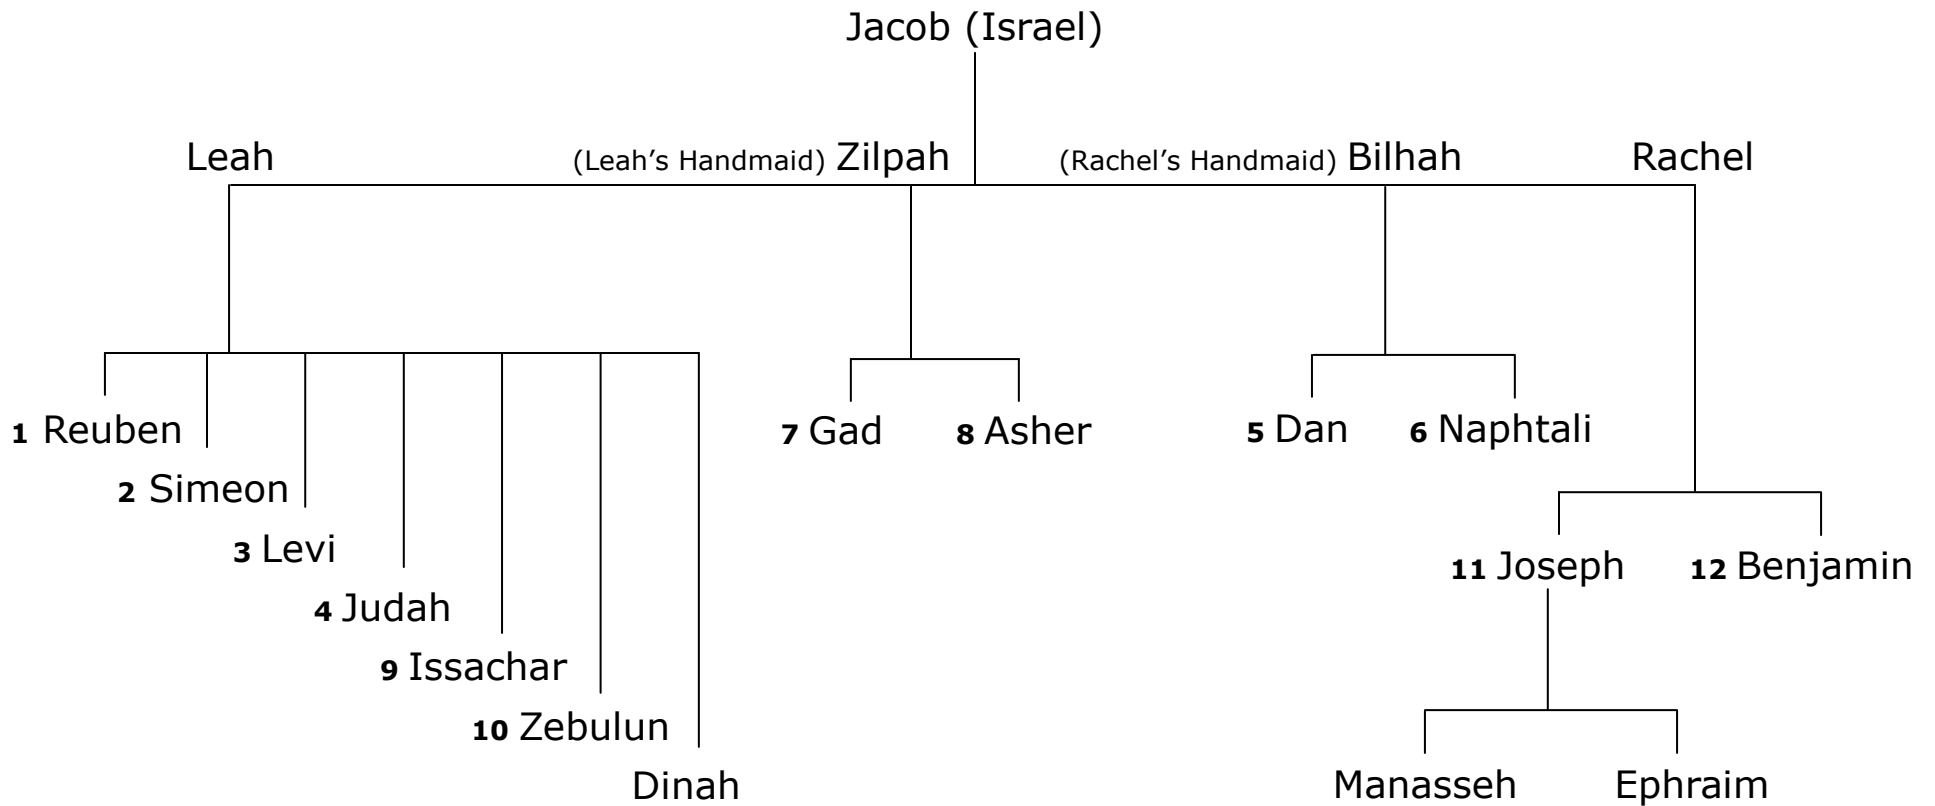 Jacob (Israel)
Leah (Leah’s Handmaid) Zilpah (Rachel’s Handmaid) Bilhah Rachel
1 Reuben 7 Gad 8 Asher 5 Dan 6 Naphtali
2 Simeon
3 Levi
11 Joseph 12 Benjamin
4 Judah
9 Issachar
10 Zebulun
Dinah Manasseh Ephraim